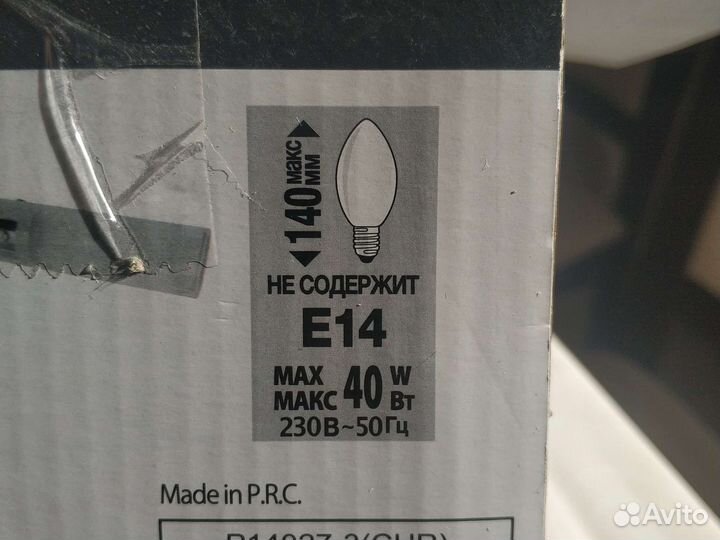 140 макс мм
НЕ СОДЕРЖИТ
E14
MAX 40 W
МАКС Вт
230В~50Гц
Made in P.R.C.
Avito